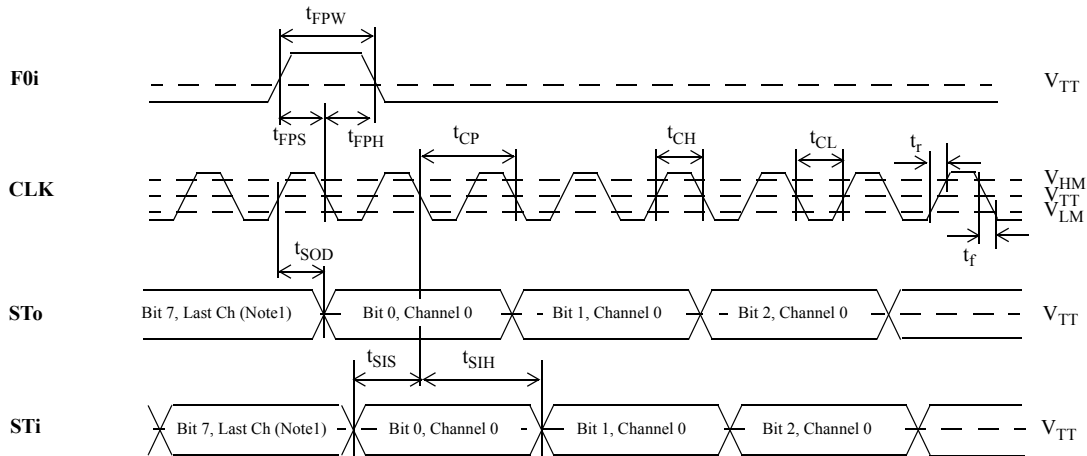 tFPW
F0i
VTT
tFPS
tFPH
tCP
tCH
tCL
tr
CLK
VHM
VTT
VLM
tSOD
tf
STo
Bit 7, Last Ch (Note1)
Bit 0, Channel 0
Bit 1, Channel 0
Bit 2, Channel 0
VTT
tSIS
tSIH
STi
Bit 7, Last Ch (Note1)
Bit 0, Channel 0
Bit 1, Channel 0
Bit 2, Channel 0
VTT